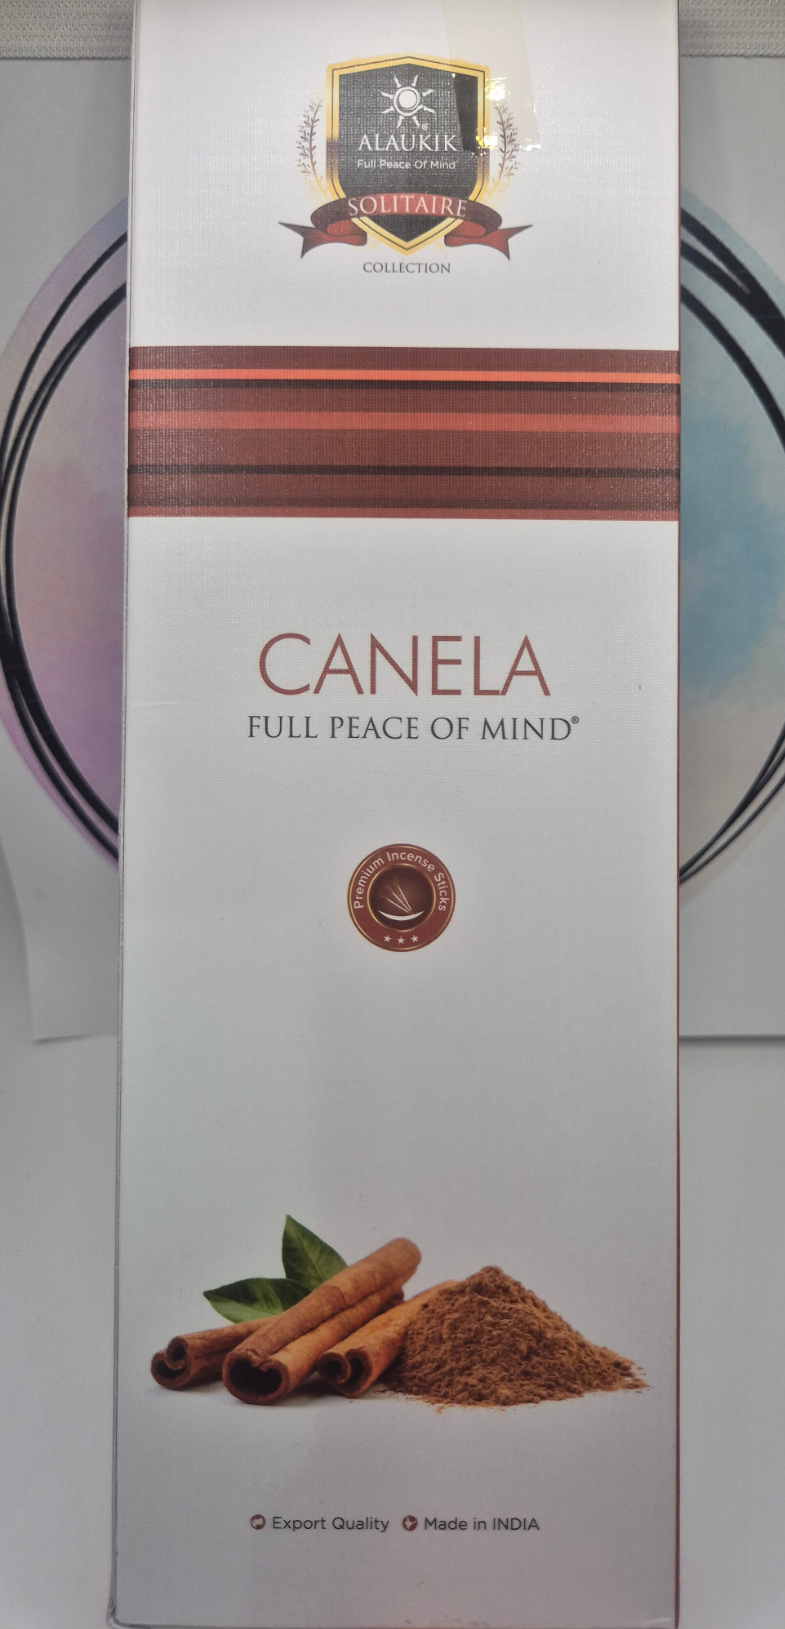 ALAUKIK®
Full Peace Of Mind
SOLITAIRE
COLLECTION
CANELA
FULL PEACE OF MIND®
Premium Incense Sticks
Export Quality Made in INDIA